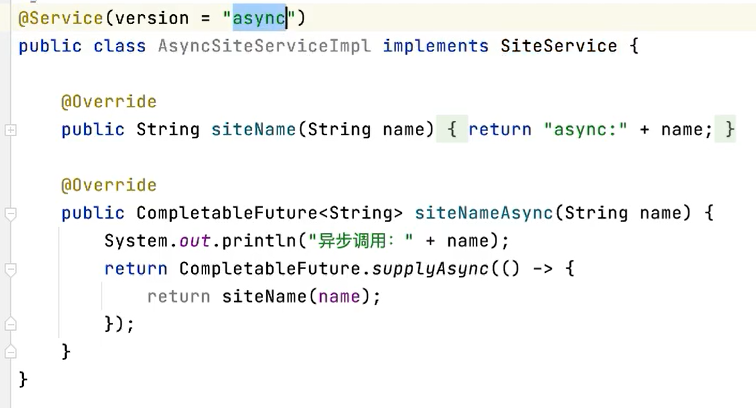 @Service(version = "async")
public class AsyncSiteServiceImpl implements SiteService {
@Override
public String siteName(String name) { return "async:" + name; }
@Override
public CompletableFuture<String> siteNameAsync(String name) {
System.out.println("异步调用：" + name);
return CompletableFuture.supplyAsync(() -> {
return siteName(name);
});
}
}